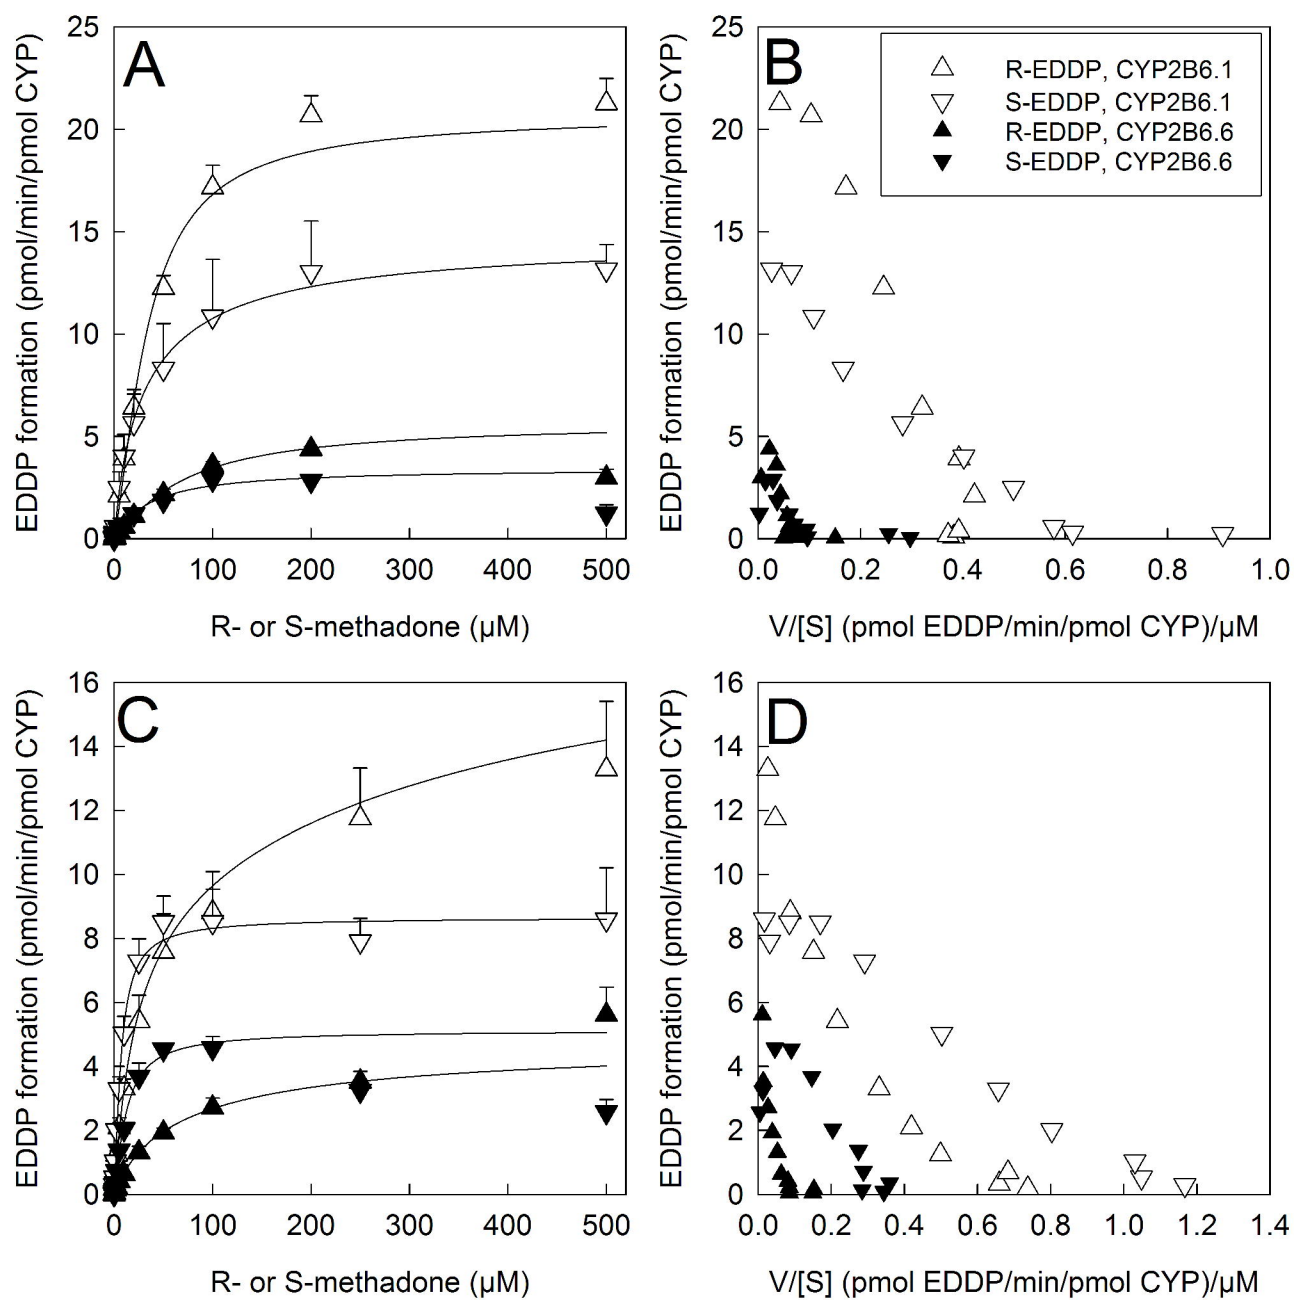 A
EDDP formation (pmol/min/pmol CYP)
25
20
15
10
5
0
0 100 200 300 400 500
R- or S-methadone (µM)
B
EDDP formation (pmol/min/pmol CYP)
25
20
15
10
5
0
R-EDDP, CYP2B6.1
S-EDDP, CYP2B6.1
R-EDDP, CYP2B6.6
S-EDDP, CYP2B6.6
0.0 0.2 0.4 0.6 0.8 1.0
V/[S] (pmol EDDP/min/pmol CYP)/µM
C
EDDP formation (pmol/min/pmol CYP)
16
14
12
10
8
6
4
2
0
0 100 200 300 400 500
R- or S-methadone (µM)
D
EDDP formation (pmol/min/pmol CYP)
16
14
12
10
8
6
4
2
0
0.0 0.2 0.4 0.6 0.8 1.0 1.2 1.4
V/[S] (pmol EDDP/min/pmol CYP)/µM